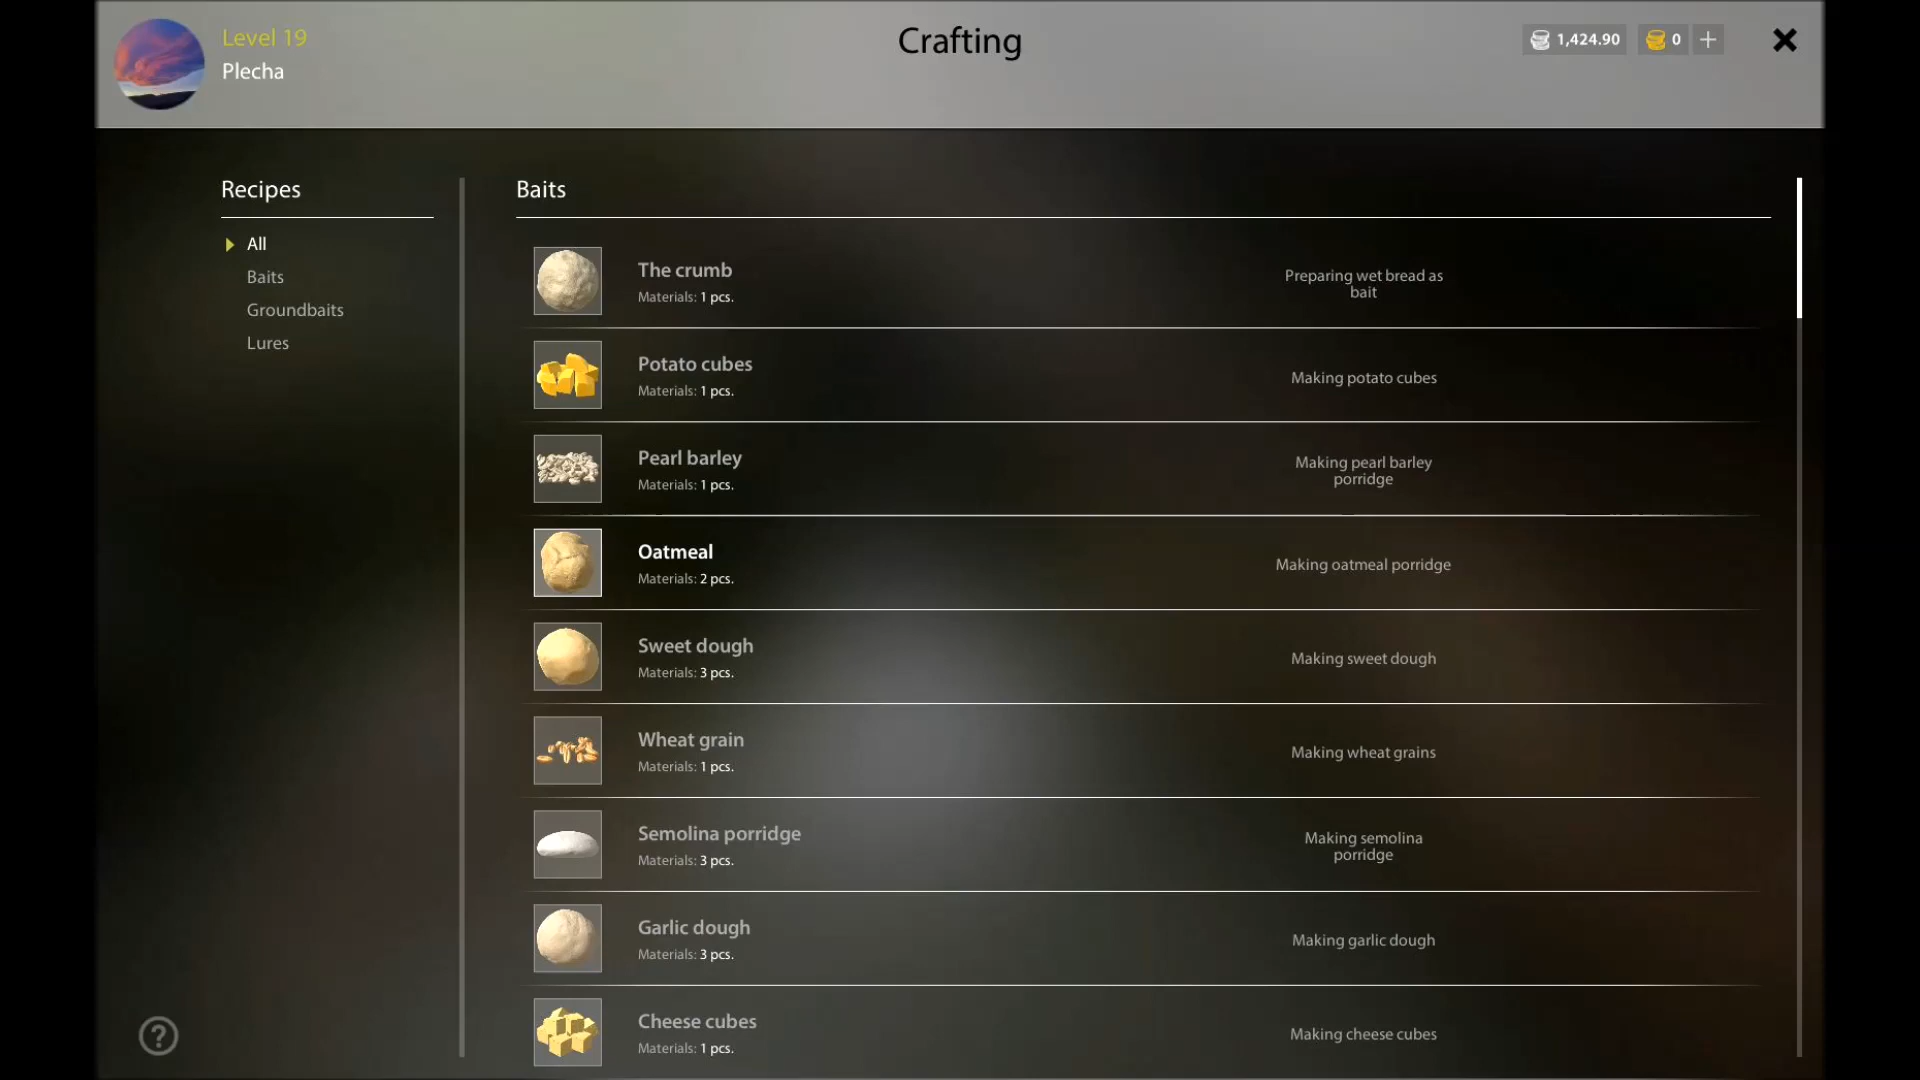 Level 19
Plecha
Crafting
1,424.90
0
Recipes
All
Baits
Groundbaits
Lures
Baits
The crumb
Materials: 1 pcs.
Preparing wet bread as
bait
Potato cubes
Materials: 1 pcs.
Making potato cubes
Pearl barley
Materials: 1 pcs.
Making pearl barley
porridge
Oatmeal
Materials: 2 pcs.
Making oatmeal porridge
Sweet dough
Materials: 3 pcs.
Making sweet dough
Wheat grain
Materials: 1 pcs.
Making wheat grains
Semolina porridge
Materials: 3 pcs.
Making semolina
porridge
Garlic dough
Materials: 3 pcs.
Making garlic dough
Cheese cubes
Materials: 1 pcs.
Making cheese cubes
?